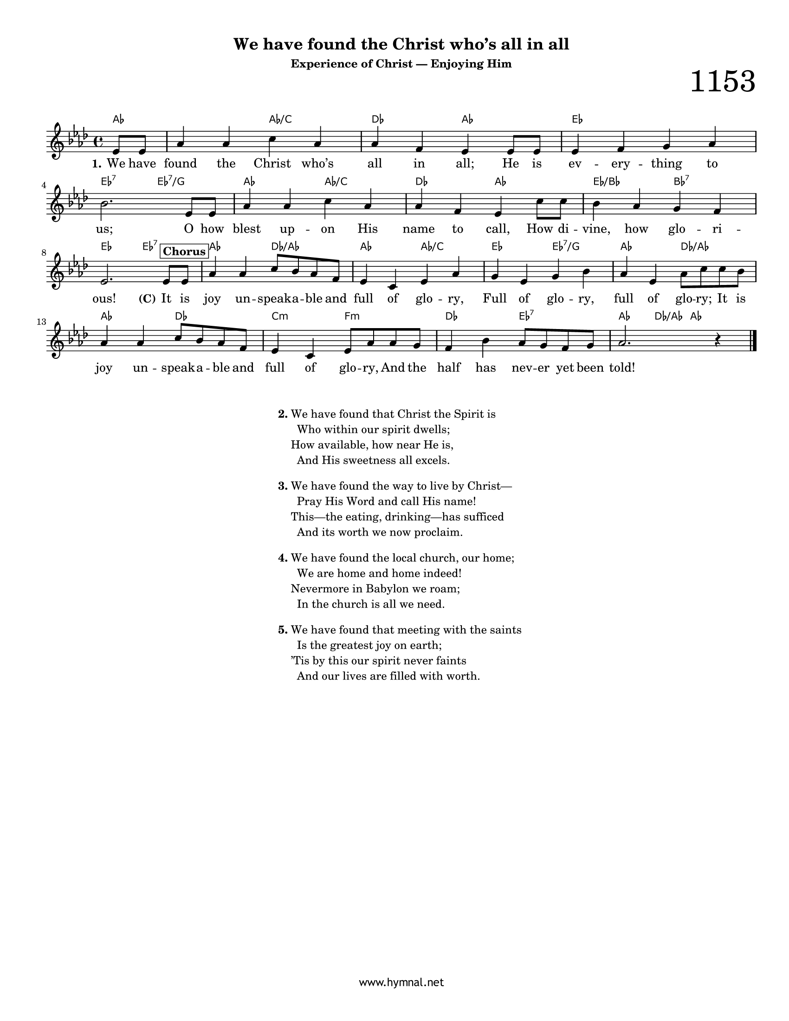 We have found the Christ who's all in all
Experience of Christ — Enjoying Him
1153
A♭ A♭/C D♭ A♭ E♭
1. We have found the Christ who's all in all; He is ev - ery - thing to
4 E♭7 E♭7/G A♭ A♭/C D♭ A♭ E♭/B♭ B♭7
us; O how blest up - on His name to call, How di - vine, how glo - ri -
8 E♭ E♭7 Chorus A♭ D♭/A♭ A♭ A♭/C E♭ E♭7/G A♭ D♭/A♭
ous! (C) It is joy un-speaka-ble and full of glo - ry, Full of glo - ry, full of glo-ry; It is
13 A♭ D♭ Cm Fm D♭ E♭7 A♭ D♭/A♭ A♭
joy un - speaka - ble and full of glo-ry, And the half has nev-er yet been told!
2. We have found that Christ the Spirit is
Who within our spirit dwells;
How available, how near He is,
And His sweetness all excels.
3. We have found the way to live by Christ—
Pray His Word and call His name!
This—the eating, drinking—has sufficed
And its worth we now proclaim.
4. We have found the local church, our home;
We are home and home indeed!
Nevermore in Babylon we roam;
In the church is all we need.
5. We have found that meeting with the saints
Is the greatest joy on earth;
'Tis by this our spirit never faints
And our lives are filled with worth.
www.hymnal.net